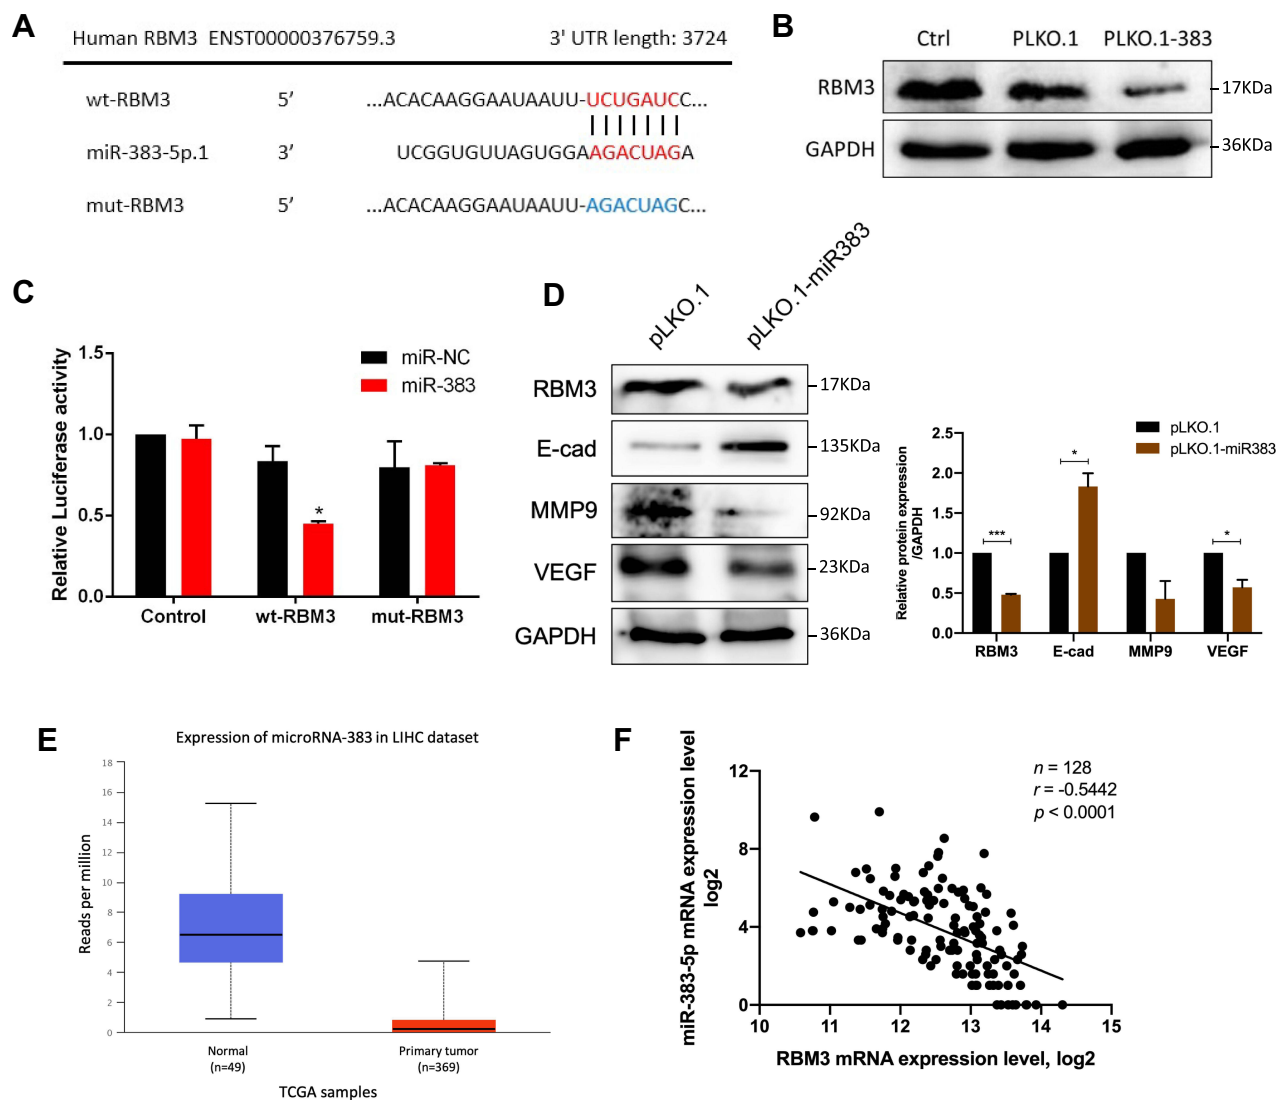 A
Human RBM3 ENST00000376759.3 3' UTR length: 3724
wt-RBM3 5’ ...ACACAAGGAAUAAUU-UCUGAUCC...
miR-383-5p.1 3’ UCGGUGUUAGUGGAAGACUAGA
mut-RBM3 5’ ...ACACAAGGAAUAAUU-AGACUAGC...
B
Ctrl PLKO.1 PLKO.1-383
RBM3 17KDa
GAPDH 36KDa
C
Relative Luciferase activity
1.5
1.0
0.5
0.0
miR-NC
miR-383
*
Control wt-RBM3 mut-RBM3
D
pLKO.1 pLKO.1-miR383
RBM3 17KDa
E-cad 135KDa
MMP9 92KDa
VEGF 23KDa
GAPDH 36KDa
Relative protein expression
/GAPDH
2.5
2.0
1.5
1.0
0.5
0.0
pLKO.1
pLKO.1-miR383
*** * *
RBM3 E-cad MMP9 VEGF
E
Expression of microRNA-383 in LIHC dataset
Reads per million
18
16
14
12
10
8
6
4
2
0
Normal Primary tumor
(n=49) (n=369)
TCGA samples
F
miR-383-5p mRNA expression level
log2
12
8
4
0
n = 128
r = -0.5442
p < 0.0001
10 11 12 13 14 15
RBM3 mRNA expression level, log2